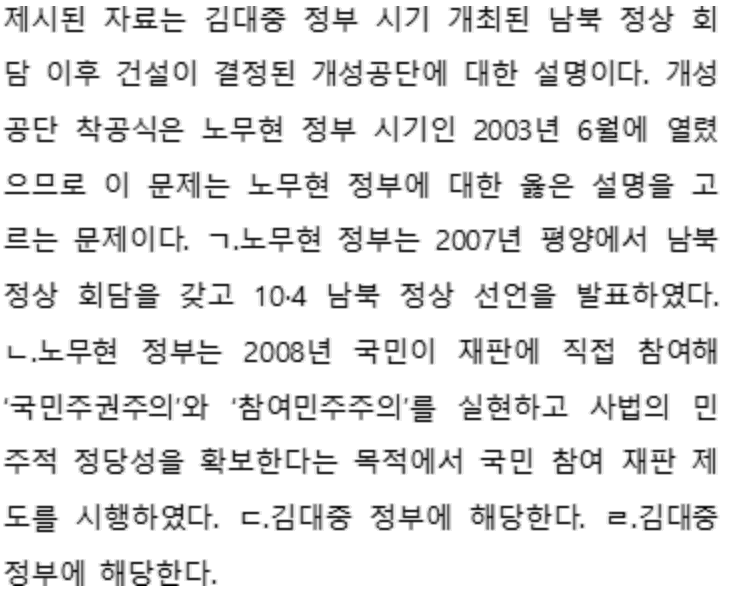 제시된 자료는 김대중 정부 시기 개최된 남북 정상 회
담 이후 건설이 결정된 개성공단에 대한 설명이다. 개성
공단 착공식은 노무현 정부 시기인 2003년 6월에 열렸
으므로 이 문제는 노무현 정부에 대한 옳은 설명을 고
르는 문제이다. ㄱ.노무현 정부는 2007년 평양에서 남북
정상 회담을 갖고 10·4 남북 정상 선언을 발표하였다.
ㄴ.노무현 정부는 2008년 국민이 재판에 직접 참여해
‘국민주권주의’와 ‘참여민주주의’를 실현하고 사법의 민
주적 정당성을 확보한다는 목적에서 국민 참여 재판 제
도를 시행하였다. ㄷ.김대중 정부에 해당한다. ㄹ.김대중
정부에 해당한다.